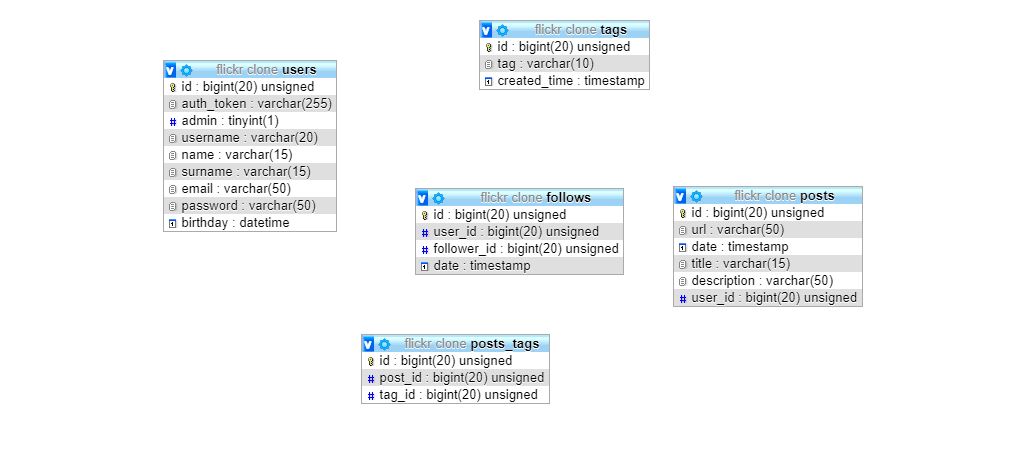 flickr clone tags
id : bigint(20) unsigned
tag : varchar(10)
created_time : timestamp
flickr clone users
id : bigint(20) unsigned
auth_token : varchar(255)
admin : tinyint(1)
username : varchar(20)
name : varchar(15)
surname : varchar(15)
email : varchar(50)
password : varchar(50)
birthday : datetime
flickr clone follows
id : bigint(20) unsigned
user_id : bigint(20) unsigned
follower_id : bigint(20) unsigned
date : timestamp
flickr clone posts
id : bigint(20) unsigned
url : varchar(50)
date : timestamp
title : varchar(15)
description : varchar(50)
user_id : bigint(20) unsigned
flickr clone posts_tags
id : bigint(20) unsigned
post_id : bigint(20) unsigned
tag_id : bigint(20) unsigned